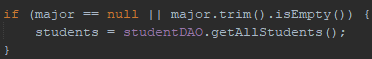 if (major == null || major.trim().isEmpty()) {
    students = studentDAO.getAllStudents();
}